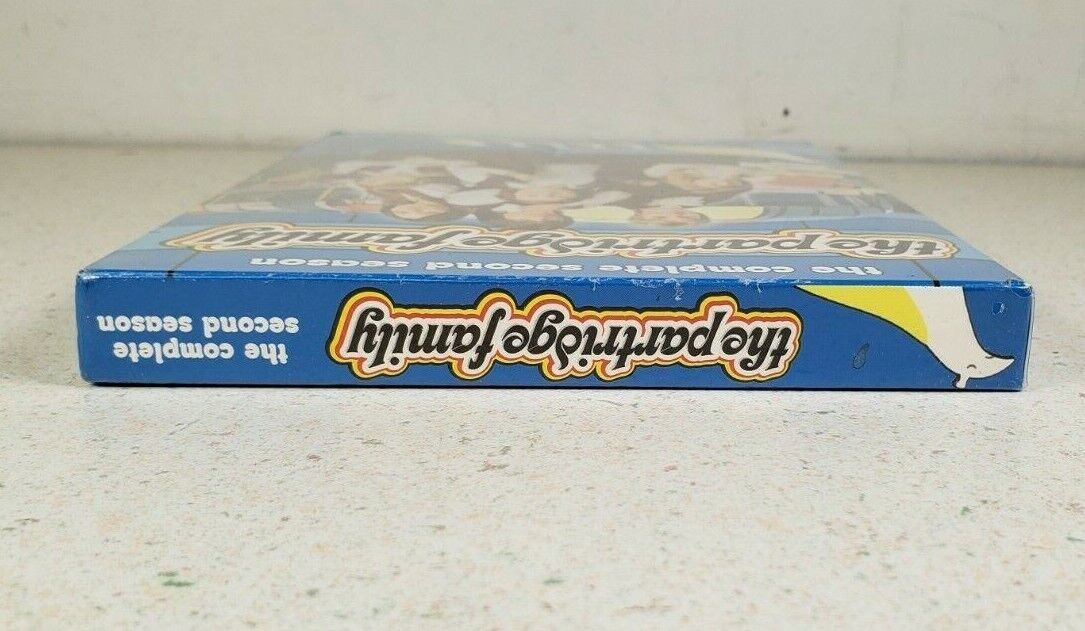 the partridge family
the complete second season
the partridge family
the complete
second season